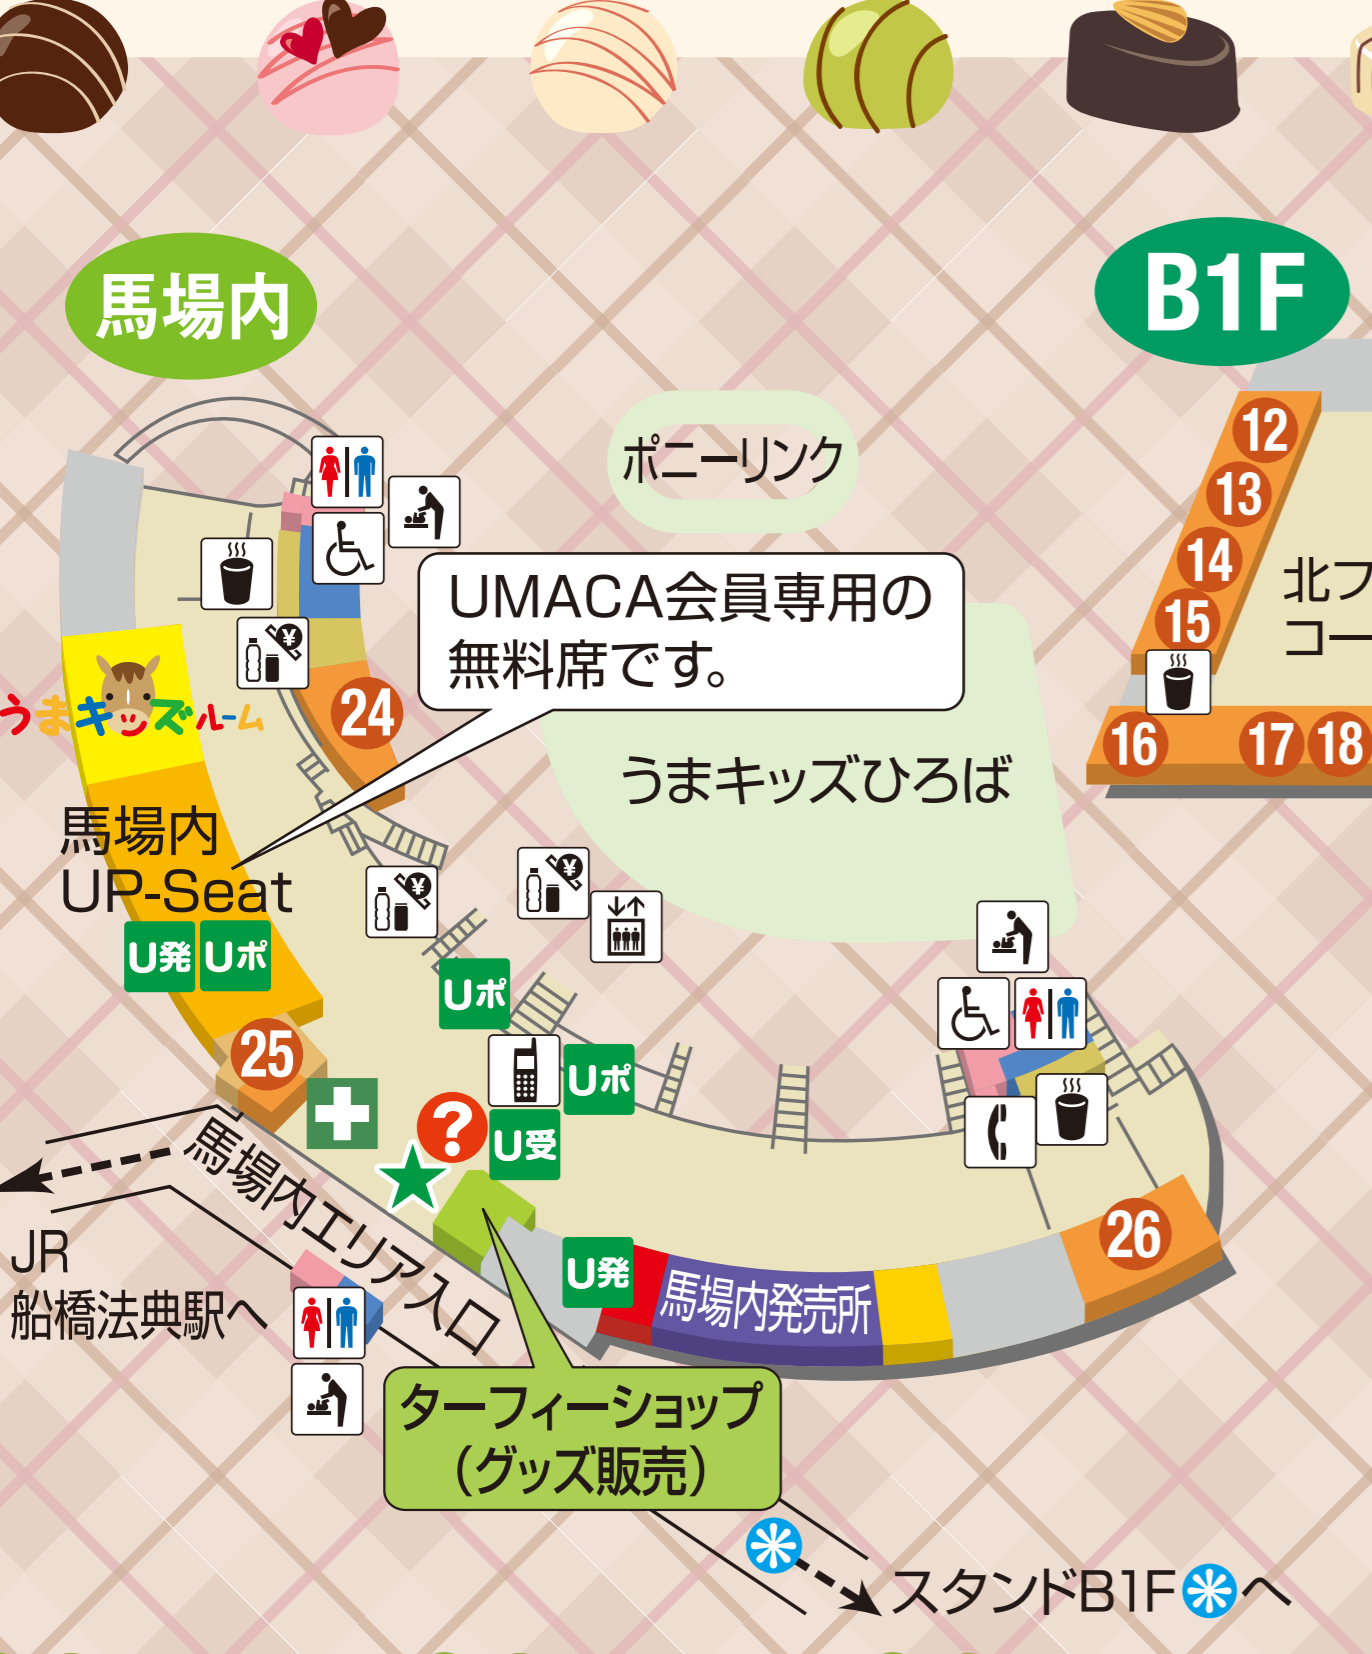 馬場内
B1F
ポニーリンク
12
13
14
15
16
17
18
北フ
コー
UMACA会員専用の
無料席です。
24
うまキッズルーム
うまキッズひろば
馬場内
UP-Seat
U発
Uポ
Uポ
Uポ
U受
25
?
馬場内エリア入口
JR
船橋法典駅へ
U発
馬場内発売所
26
ターフィーショップ
(グッズ販売)
スタンドB1Fへ
¥
¥
¥